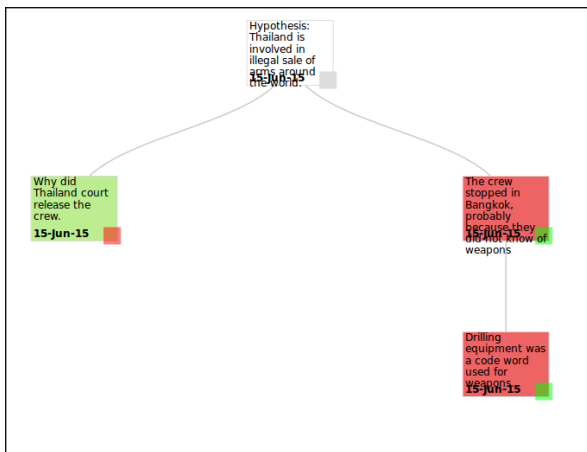 Hypothesis:
Thailand is
involved in
illegal sale of
arms around
the world.
15-Jun-15
Why did
Thailand court
release the
crew.
15-Jun-15
The crew
stopped in
Bangkok,
probably
because they
did not know of
weapons
15-Jun-15
Drilling
equipment was
a code word
used for
weapons
15-Jun-15